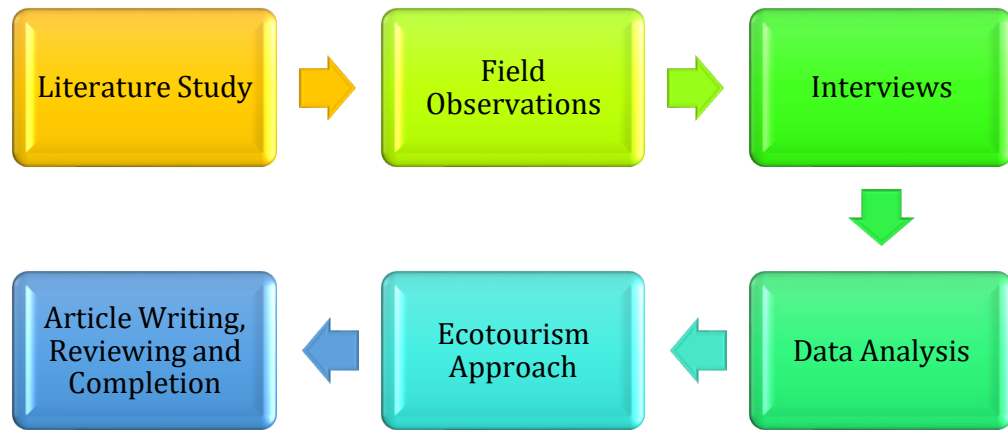 Literature Study
Field
Observations
Interviews
Data Analysis
Ecotourism
Approach
Article Writing,
Reviewing and
Completion